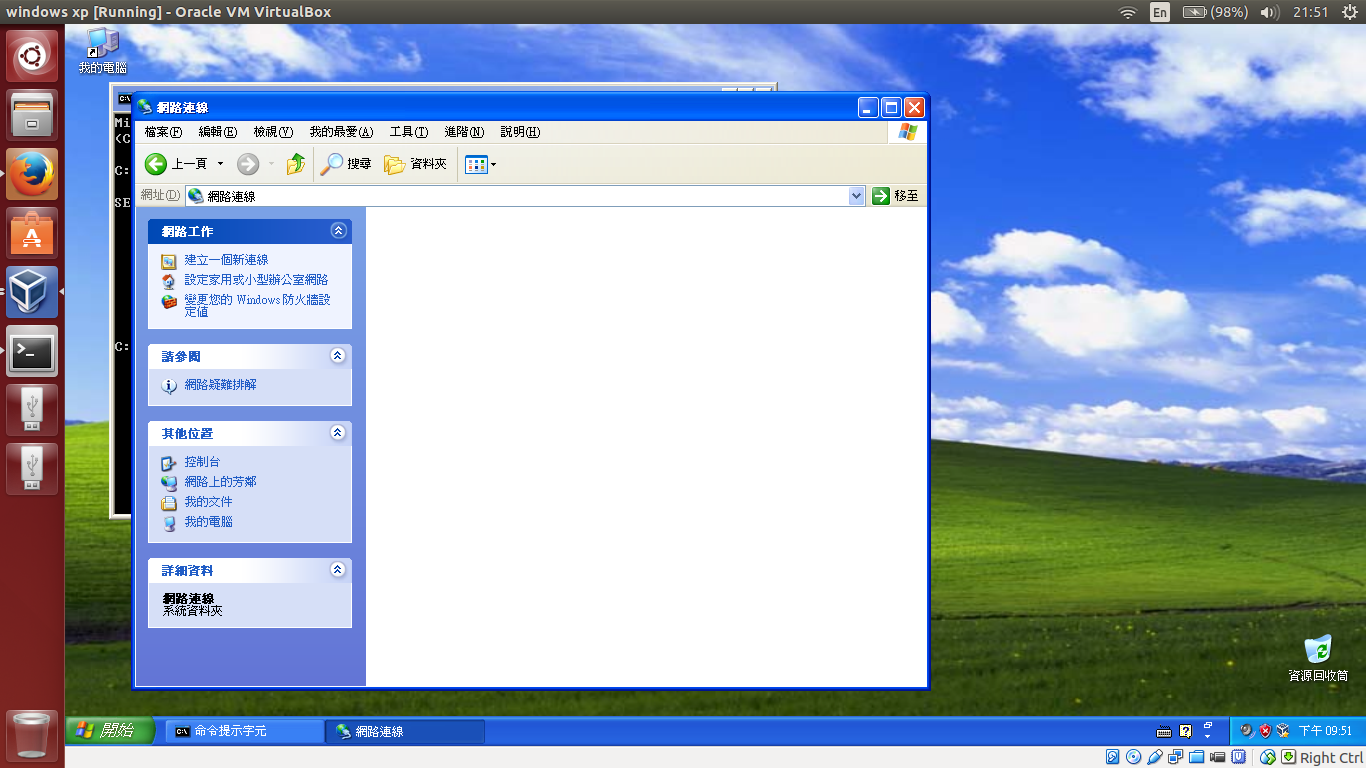 windows xp [Running] - Oracle VM VirtualBox
En
(98%)
21:51
我的電腦
C:\
網路連線
Mi
(C
C:
SE
C:
檔案(F)
編輯(E)
檢視(V)
我的最愛(A)
工具(T)
進階(N)
說明(H)
上一頁
搜尋
資料夾
網址(D)
網路連線
移至
網路工作
建立一個新連線
設定家用或小型辦公室網路
變更您的 Windows 防火牆設
定值
請參閱
網路疑難排解
其他位置
控制台
網路上的芳鄰
我的文件
我的電腦
詳細資料
網路連線
系統資料夾
資源回收筒
開始
C:\
命令提示字元
網路連線
下午 09:51
Right Ctrl